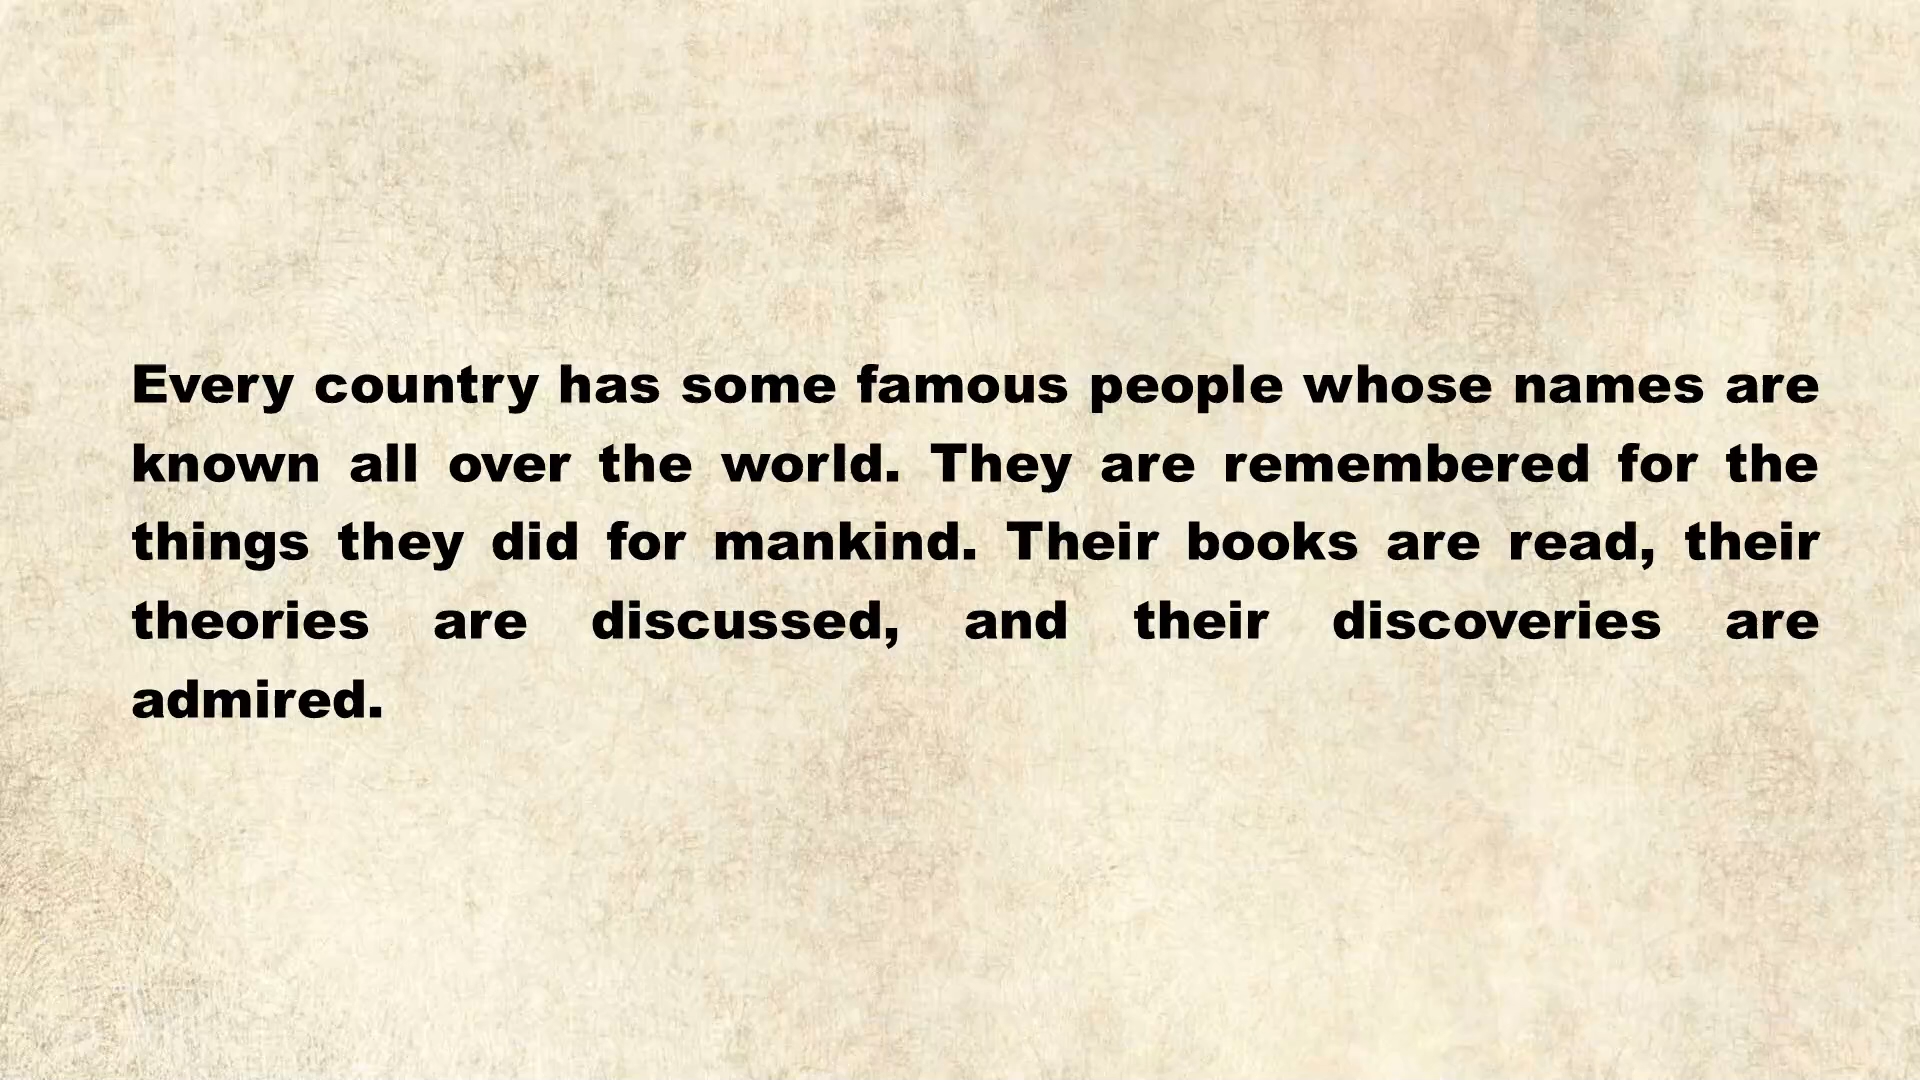 Every country has some famous people whose names are
known all over the world. They are remembered for the
things they did for mankind. Their books are read, their
theories are discussed, and their discoveries are
admired.